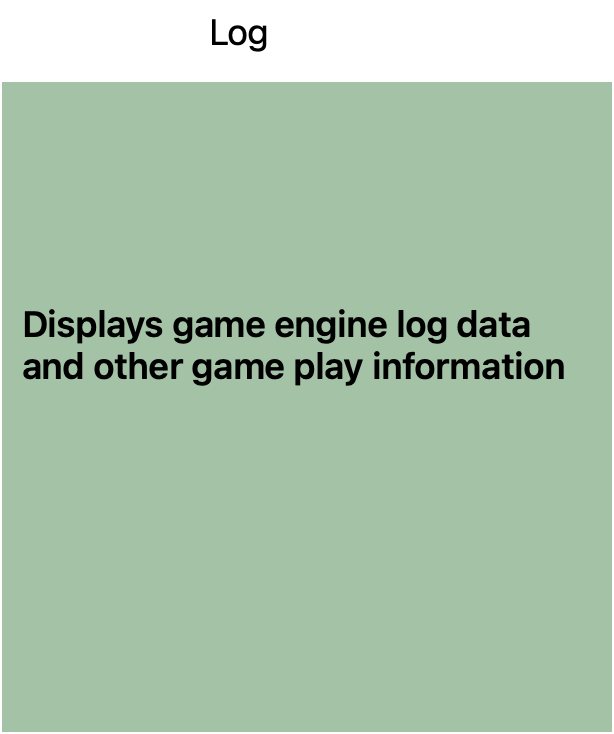 Log
Displays game engine log data
and other game play information